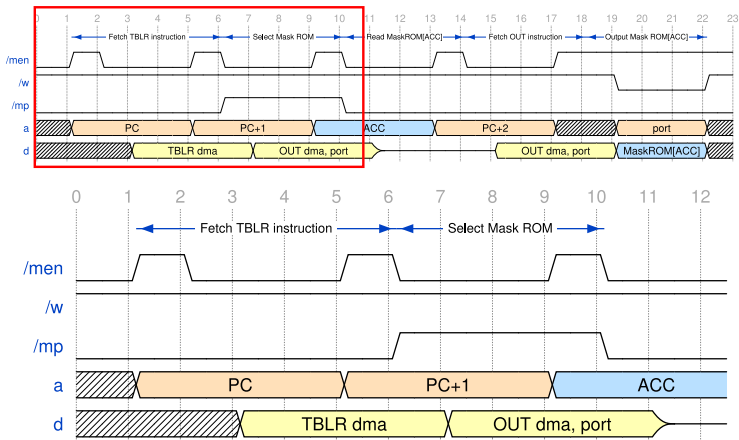 0 1 2 3 4 5 6 7 8 9 10 11 12 13 14 15 16 17 18 19 20 21 22 23
Fetch TBLR instruction Select Mask ROM Read MaskROM[ACC] Fetch OUT instruction Output Mask ROM[ACC]
/men
/w
/mp
a PC PC+1 ACC PC+2 port
d TBLR dma OUT dma, port OUT dma, port MaskROM[ACC]
0 1 2 3 4 5 6 7 8 9 10 11 12
Fetch TBLR instruction Select Mask ROM
/men
/w
/mp
a PC PC+1 ACC
d TBLR dma OUT dma, port